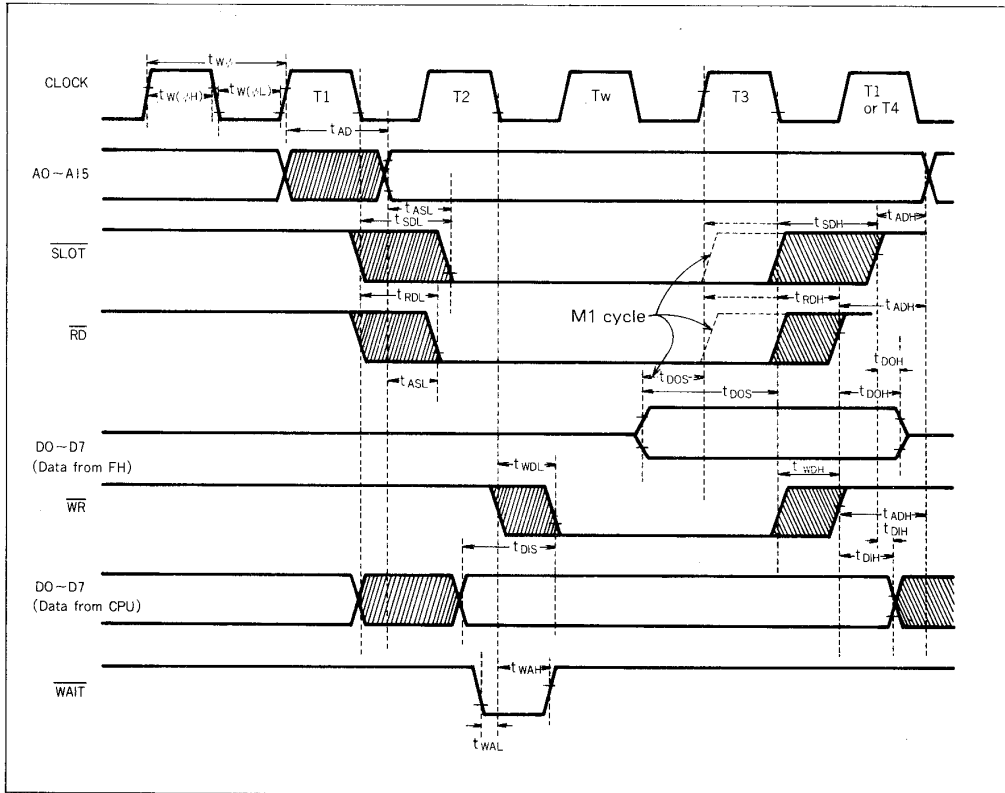 tWφ
CLOCK
tW(φH)
tW(φL)
T1
T2
Tw
T3
T1
or T4
tAD
A0~A15
tASL
tSDL
tSDH
tADH
SLOT
tRDL
tRDH
tADH
M1 cycle
RD
tASL
tDOS
tDOS
tDOH
tDOH
D0~D7
(Data from FH)
tWDL
tWDH
WR
tADH
tDIH
tDIS
tDIH
D0~D7
(Data from CPU)
tWAH
WAIT
tWAL